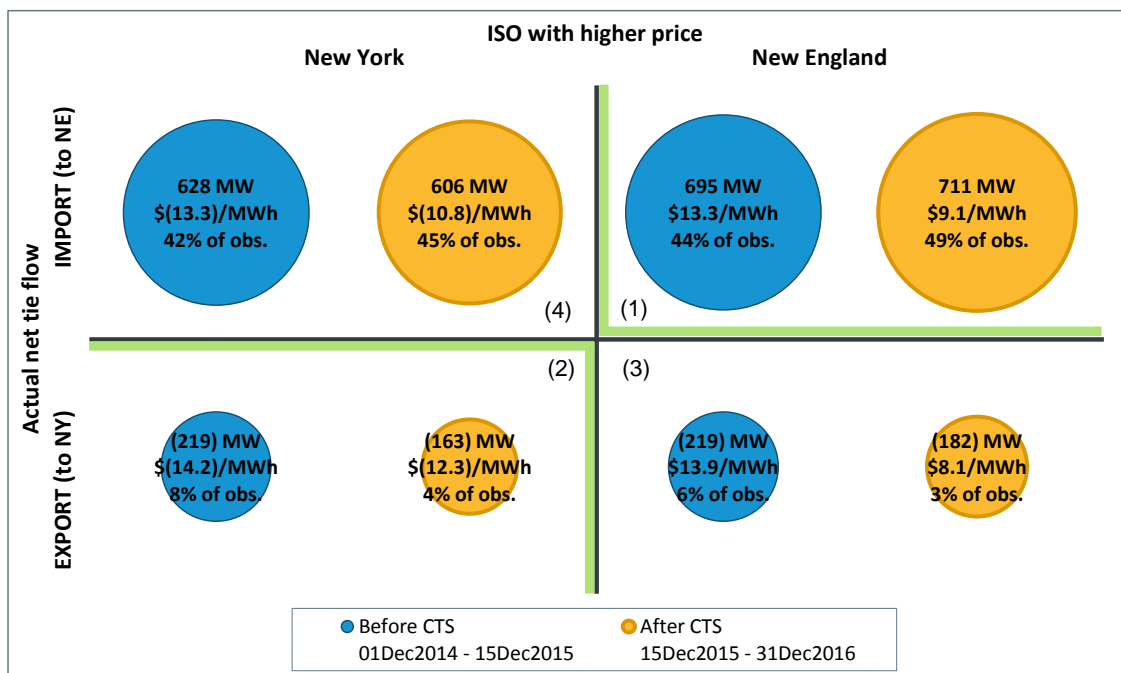 ISO with higher price
New York
New England
Actual net tie flow
IMPORT (to NE)
628 MW
$(13.3)/MWh
42% of obs.
606 MW
$(10.8)/MWh
45% of obs.
695 MW
$13.3/MWh
44% of obs.
711 MW
$9.1/MWh
49% of obs.
(4)
(1)
(2)
(3)
EXPORT (to NY)
(219) MW
$(14.2)/MWh
8% of obs.
(163) MW
$(12.3)/MWh
4% of obs.
(219) MW
$13.9/MWh
6% of obs.
(182) MW
$8.1/MWh
3% of obs.
Before CTS
01Dec2014 - 15Dec2015
After CTS
15Dec2015 - 31Dec2016